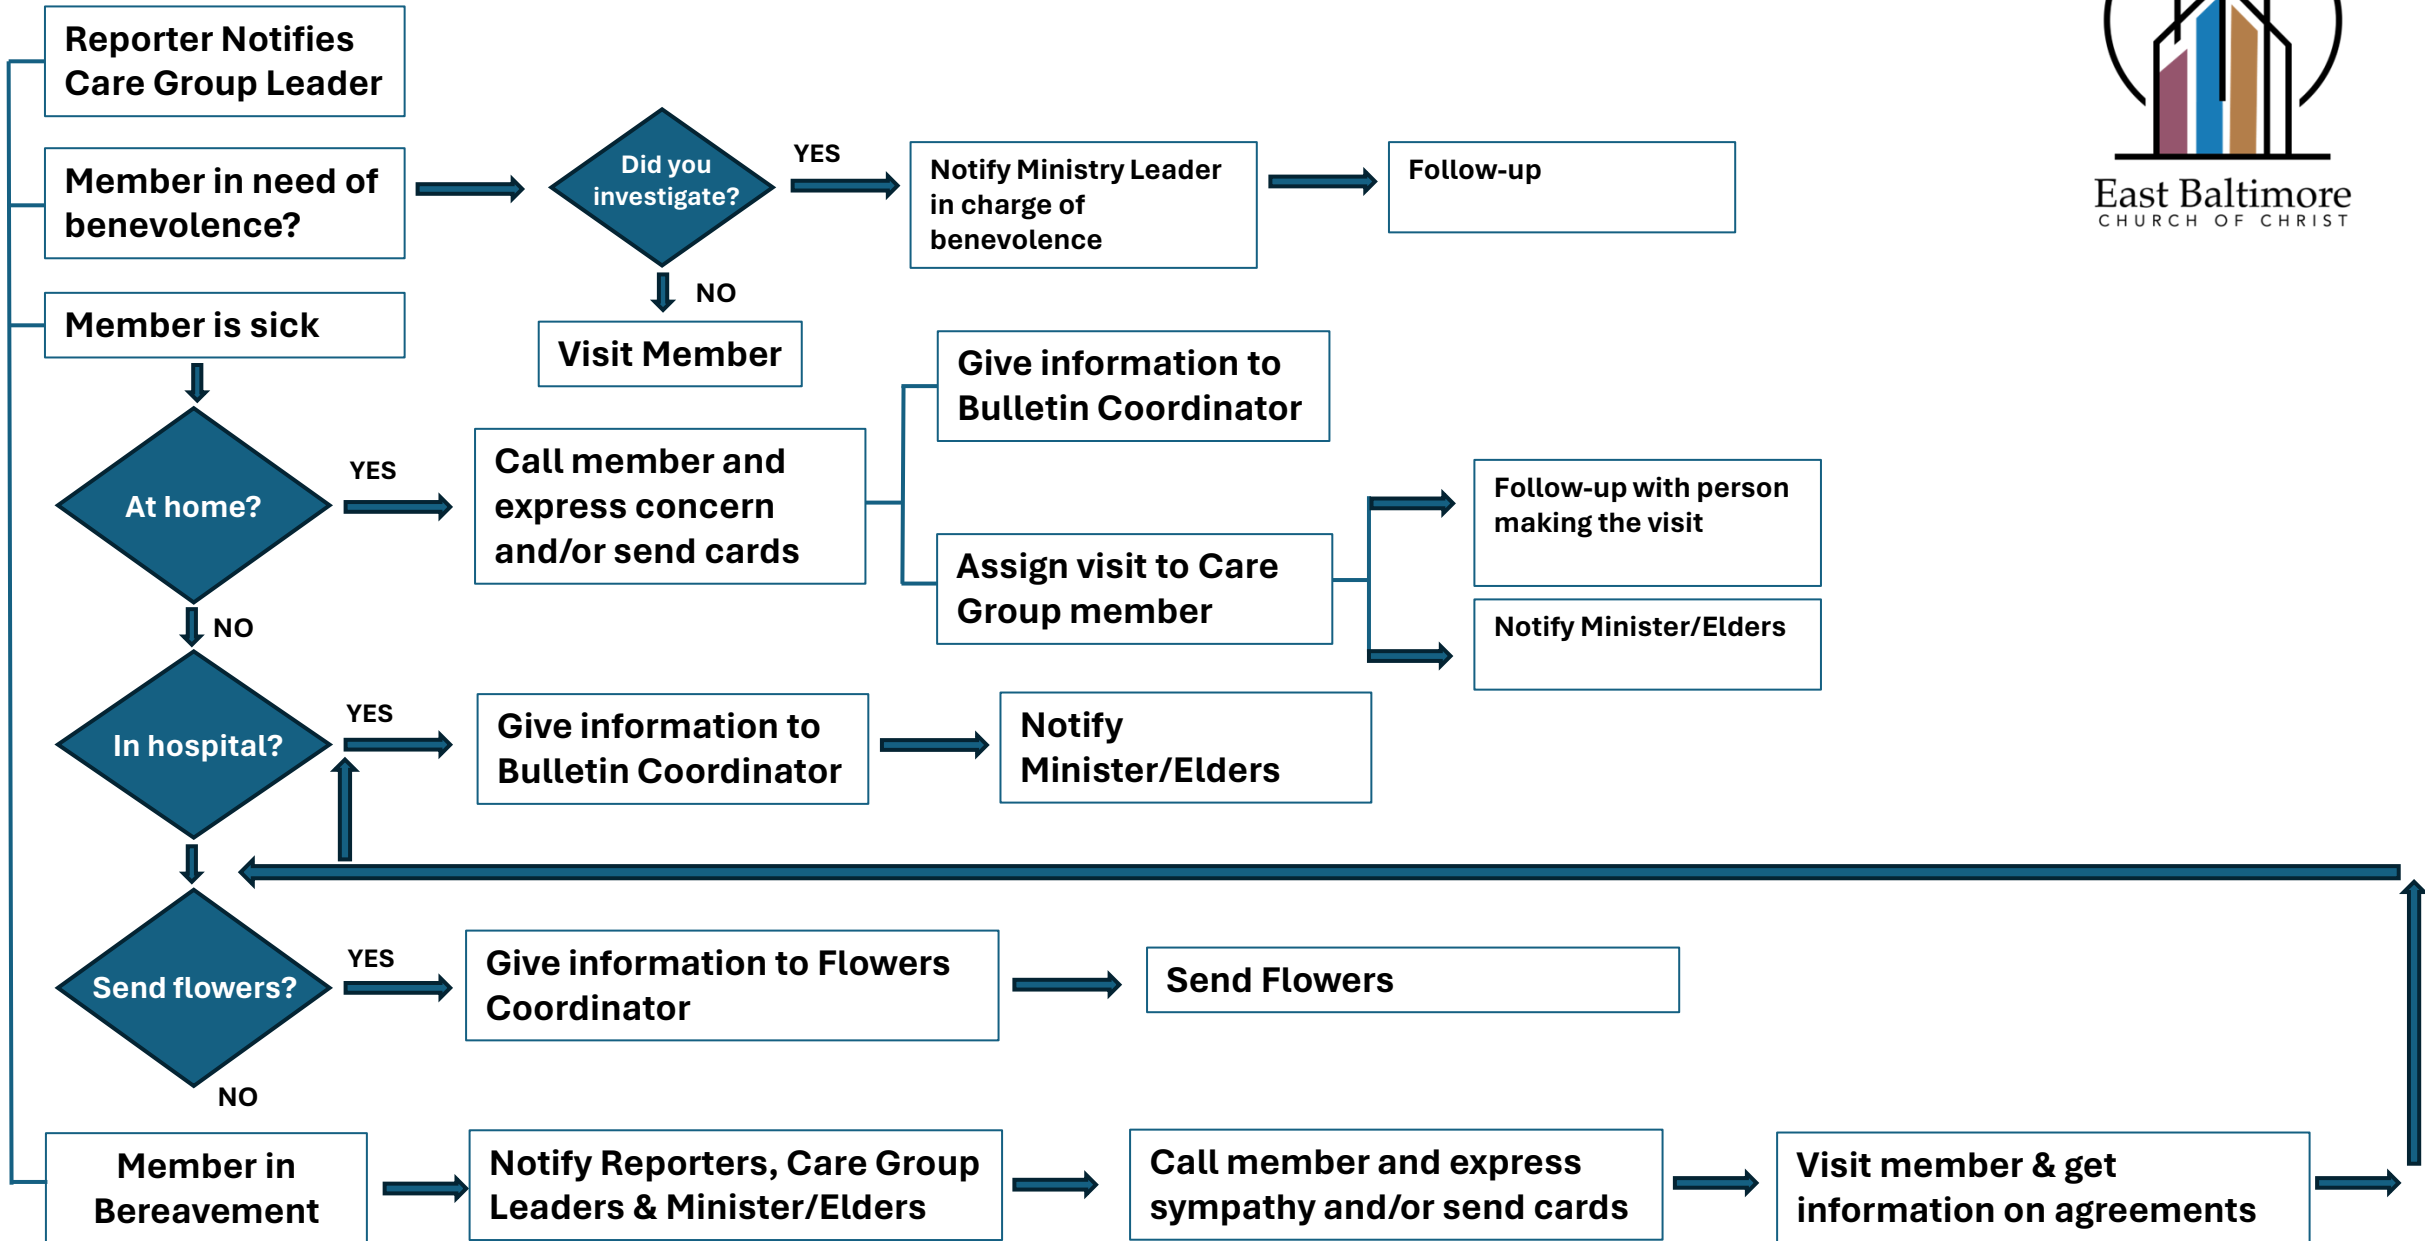 Reporter Notifies
Care Group Leader
East Baltimore
CHURCH OF CHRIST
Member in need of
benevolence?
Did you
investigate?
YES
Notify Ministry Leader
in charge of
benevolence
Follow-up
NO
Visit Member
Member is sick
At home?
YES
Call member and
express concern
and/or send cards
Give information to
Bulletin Coordinator
Assign visit to Care
Group member
Follow-up with person
making the visit
Notify Minister/Elders
NO
In hospital?
YES
Give information to
Bulletin Coordinator
Notify
Minister/Elders
Send flowers?
YES
Give information to Flowers
Coordinator
Send Flowers
NO
Member in
Bereavement
Notify Reporters, Care Group
Leaders & Minister/Elders
Call member and express
sympathy and/or send cards
Visit member & get
information on agreements